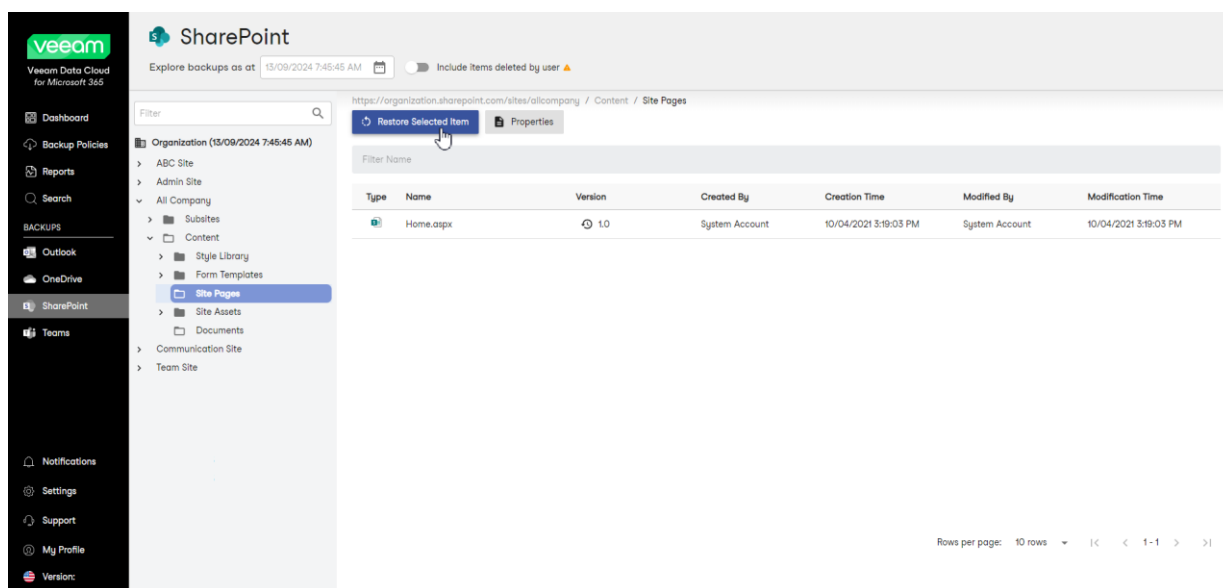 veeam
Veeam Data Cloud
for Microsoft 365
Dashboard
Backup Policies
Reports
Search
BACKUPS
Outlook
OneDrive
SharePoint
Teams
Notifications
Settings
Support
My Profile
Version:
SharePoint
Explore backups as at 13/09/2024 7:45:45 AM Include items deleted by user
Filter
Organization (13/09/2024 7:45:45 AM)
ABC Site
Admin Site
All Company
Subsites
Content
Style Library
Form Templates
Site Pages
Site Assets
Documents
Communication Site
Team Site
https://organization.sharepoint.com/sites/allcompany / Content / Site Pages
Restore Selected Item Properties
Filter Name
Type Name Version Created By Creation Time Modified By Modification Time
Home.aspx 1.0 System Account 10/04/2021 3:19:03 PM System Account 10/04/2021 3:19:03 PM
Rows per page: 10 rows 1-1